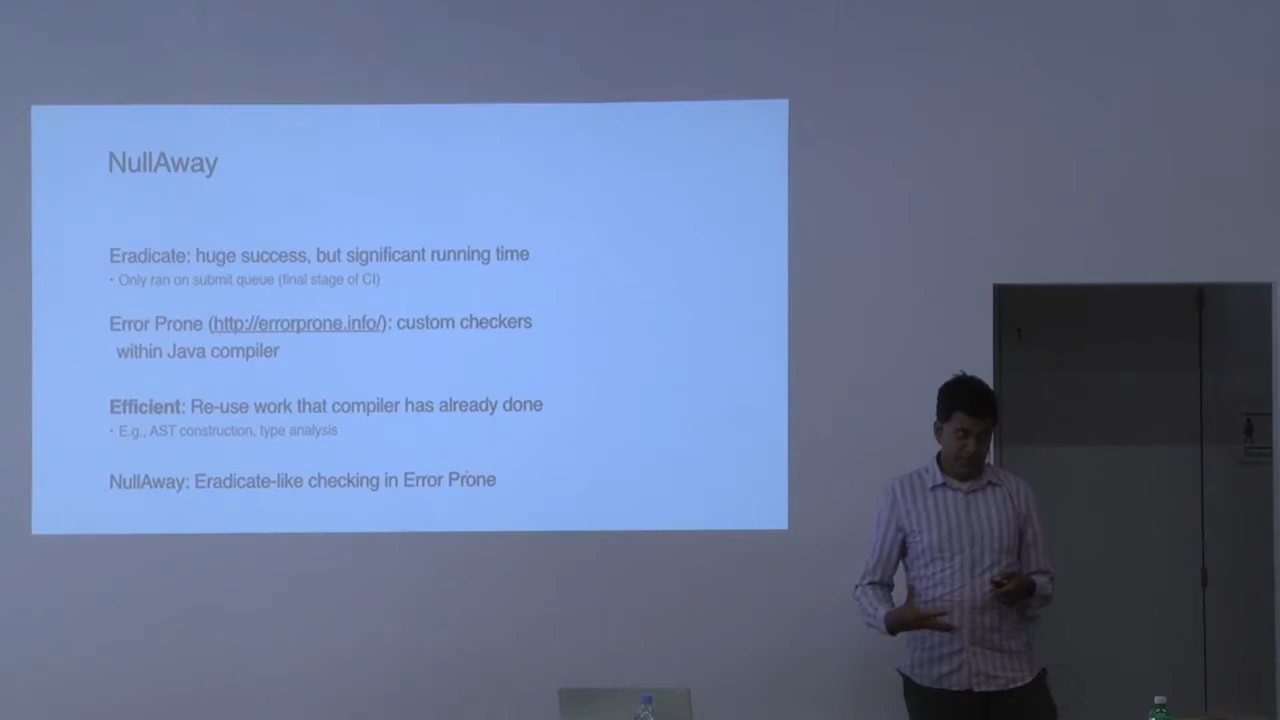 NullAway
Eradicate: huge success, but significant running time
· Only ran on submit queue (final stage of CI)
Error Prone (http://errorprone.info/): custom checkers
within Java compiler
Efficient: Re-use work that compiler has already done
· E.g., AST construction, type analysis
NullAway: Eradicate-like checking in Error Prone